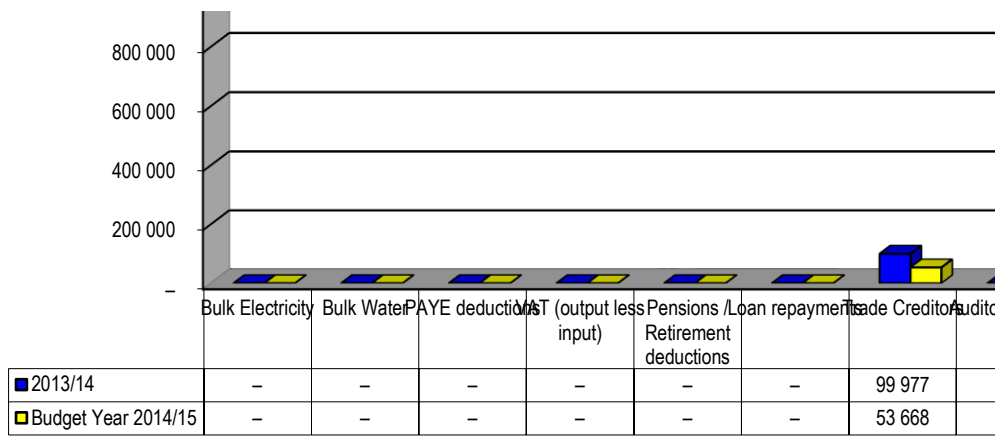 800 000
600 000
400 000
200 000
–
Bulk Electricity
Bulk Water
PAYE deductions
VAT (output less
input)
Pensions /
Retirement
deductions
Loan repayments
Trade Creditors
2013/14 – – – – – – 99 977
Budget Year 2014/15 – – – – – – 53 668